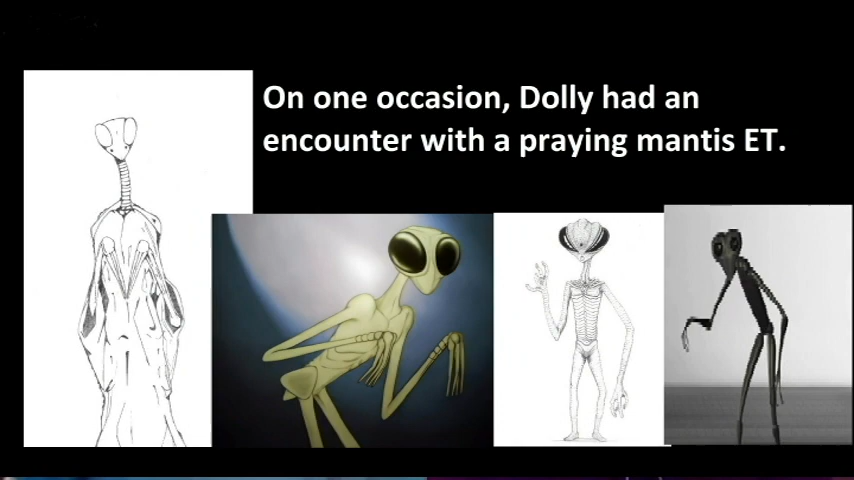 On one occasion, Dolly had an
encounter with a praying mantis ET.